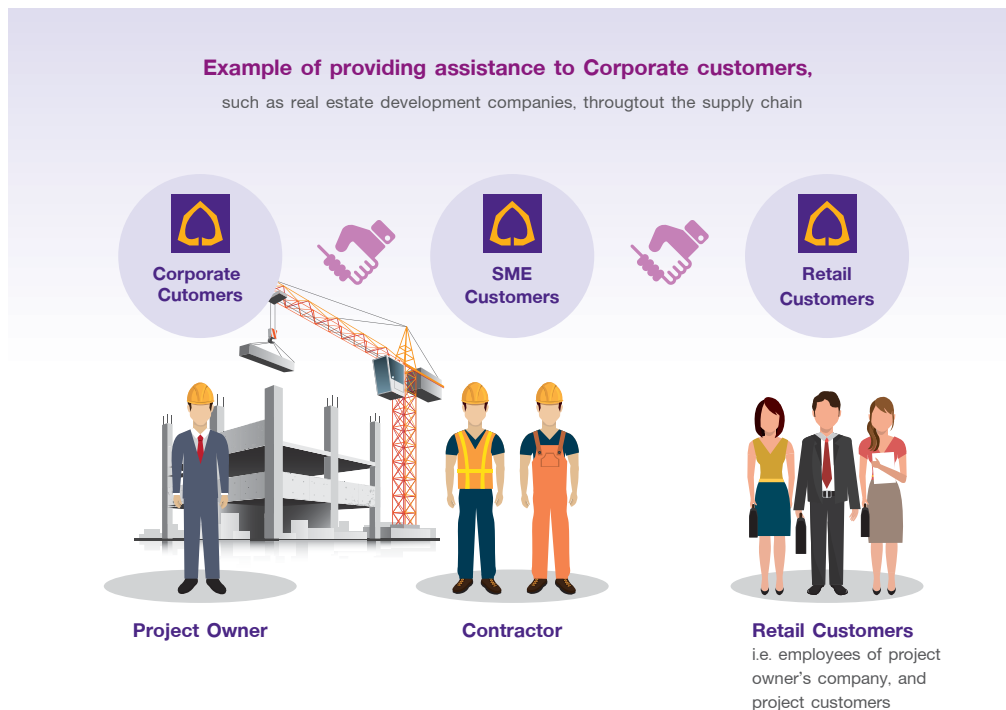 Example of providing assistance to Corporate customers,
such as real estate development companies, througtout the supply chain
Corporate
Cutomers
SME
Customers
Retail
Customers
Project Owner
Contractor
Retail Customers
i.e. employees of project
owner's company, and
project customers